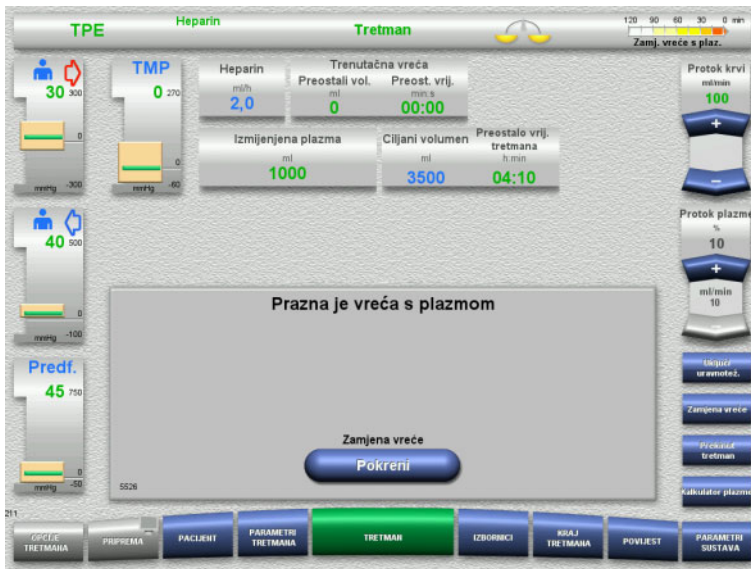 TPE
Heparin
Tretman
120 90 60 30 0 min
Zamj. vreće s plaz.
30
300
0
mmHg -300
TMP
0
270
0
mmHg -60
Heparin
ml/h
2,0
Trenutačna vreća
Preostali vol. Preost. vrij.
ml min:s
0 00:00
Izmijenjena plazma
ml
1000
Ciljani volumen
ml
3500
Preostalo vrij.
tretmana
h:min
04:10
Protok krvi
ml/min
100
+
−
40
500
0
mmHg -100
Protok plazme
%
10
+
ml/min
10
−
Predf.
45
750
0
mmHg -50
Prazna je vreća s plazmom
Zamjena vreće
Pokreni
5526
Uključi
uravnotež.
Zamjena vreće
Prekinut
tretman
Kalkulator plazme
211
OPCIJE
TRETMANA
PRIPREMA
PACIJENT
PARAMETRI
TRETMANA
TRETMAN
IZBORNICI
KRAJ
TRETMANA
POVIJEST
PARAMETRI
SUSTAVA